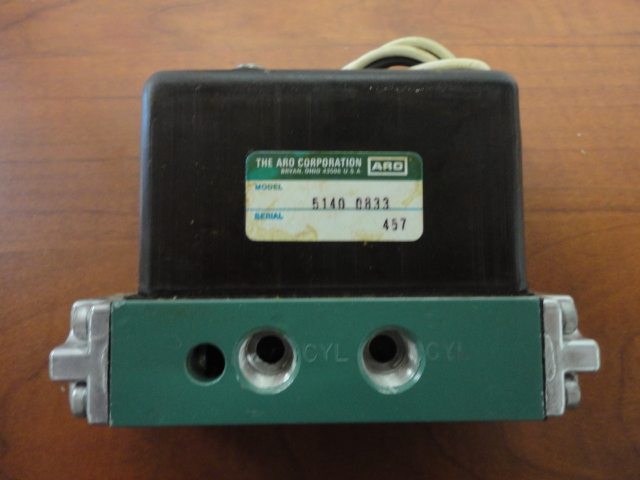 THE ARO CORPORATION ARO
BRYAN, OHIO 43506 U S A
MODEL
5140 0833
SERIAL
457
CYL CYL